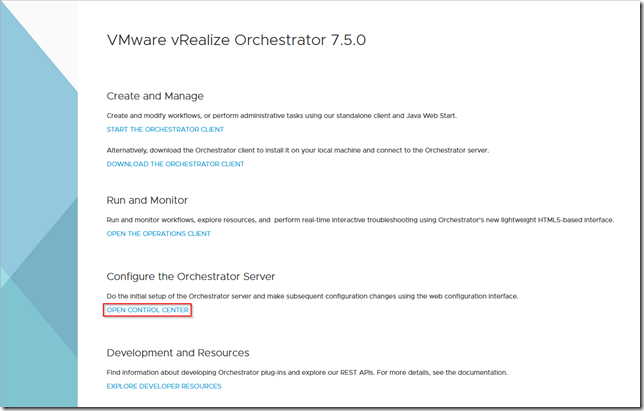 VMware vRealize Orchestrator 7.5.0
Create and Manage
Create and modify workflows, or perform administrative tasks using our standalone client and Java Web Start.
START THE ORCHESTRATOR CLIENT
Alternatively, download the Orchestrator client to install it on your local machine and connect to the Orchestrator server.
DOWNLOAD THE ORCHESTRATOR CLIENT
Run and Monitor
Run and monitor workflows, explore resources, and perform real-time interactive troubleshooting using Orchestrator's new lightweight HTML5-based interface.
OPEN THE OPERATIONS CLIENT
Configure the Orchestrator Server
Do the initial setup of the Orchestrator server and make subsequent configuration changes using the web configuration interface.
OPEN CONTROL CENTER
Development and Resources
Find information about developing Orchestrator plug-ins and explore our REST APIs. For more details, see the documentation.
EXPLORE DEVELOPER RESOURCES